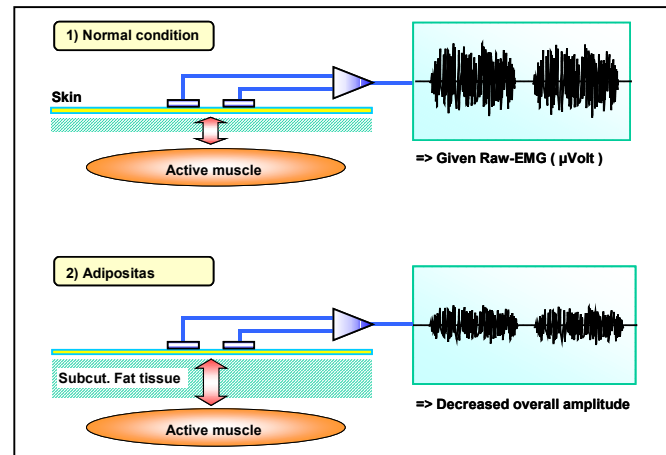 1) Normal condition
Skin
Active muscle
=> Given Raw-EMG ( µVolt )
2) Adipositas
Subcut. Fat tissue
Active muscle
=> Decreased overall amplitude